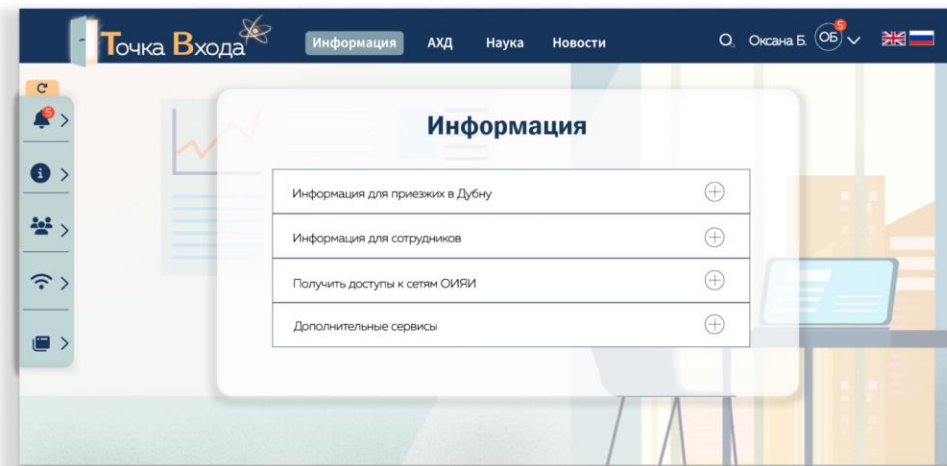 Точка Входа
Информация АХД Наука Новости Оксана Б. ОБ 5
5
Информация
Информация для приезжих в Дубну
Информация для сотрудников
Получить доступы к сетям ОИЯИ
Дополнительные сервисы